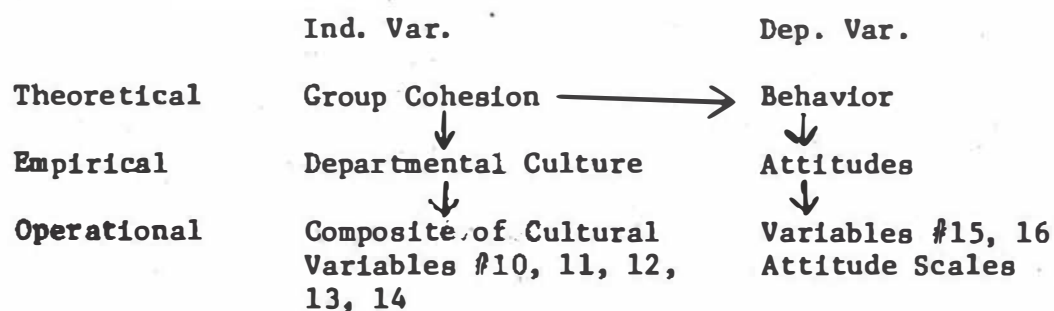 Ind. Var. Dep. Var.
Theoretical Group Cohesion Behavior
Empirical Departmental Culture Attitudes
Operational Composite of Cultural Variables #15, 16
Variables #10, 11, 12, Attitude Scales
13, 14